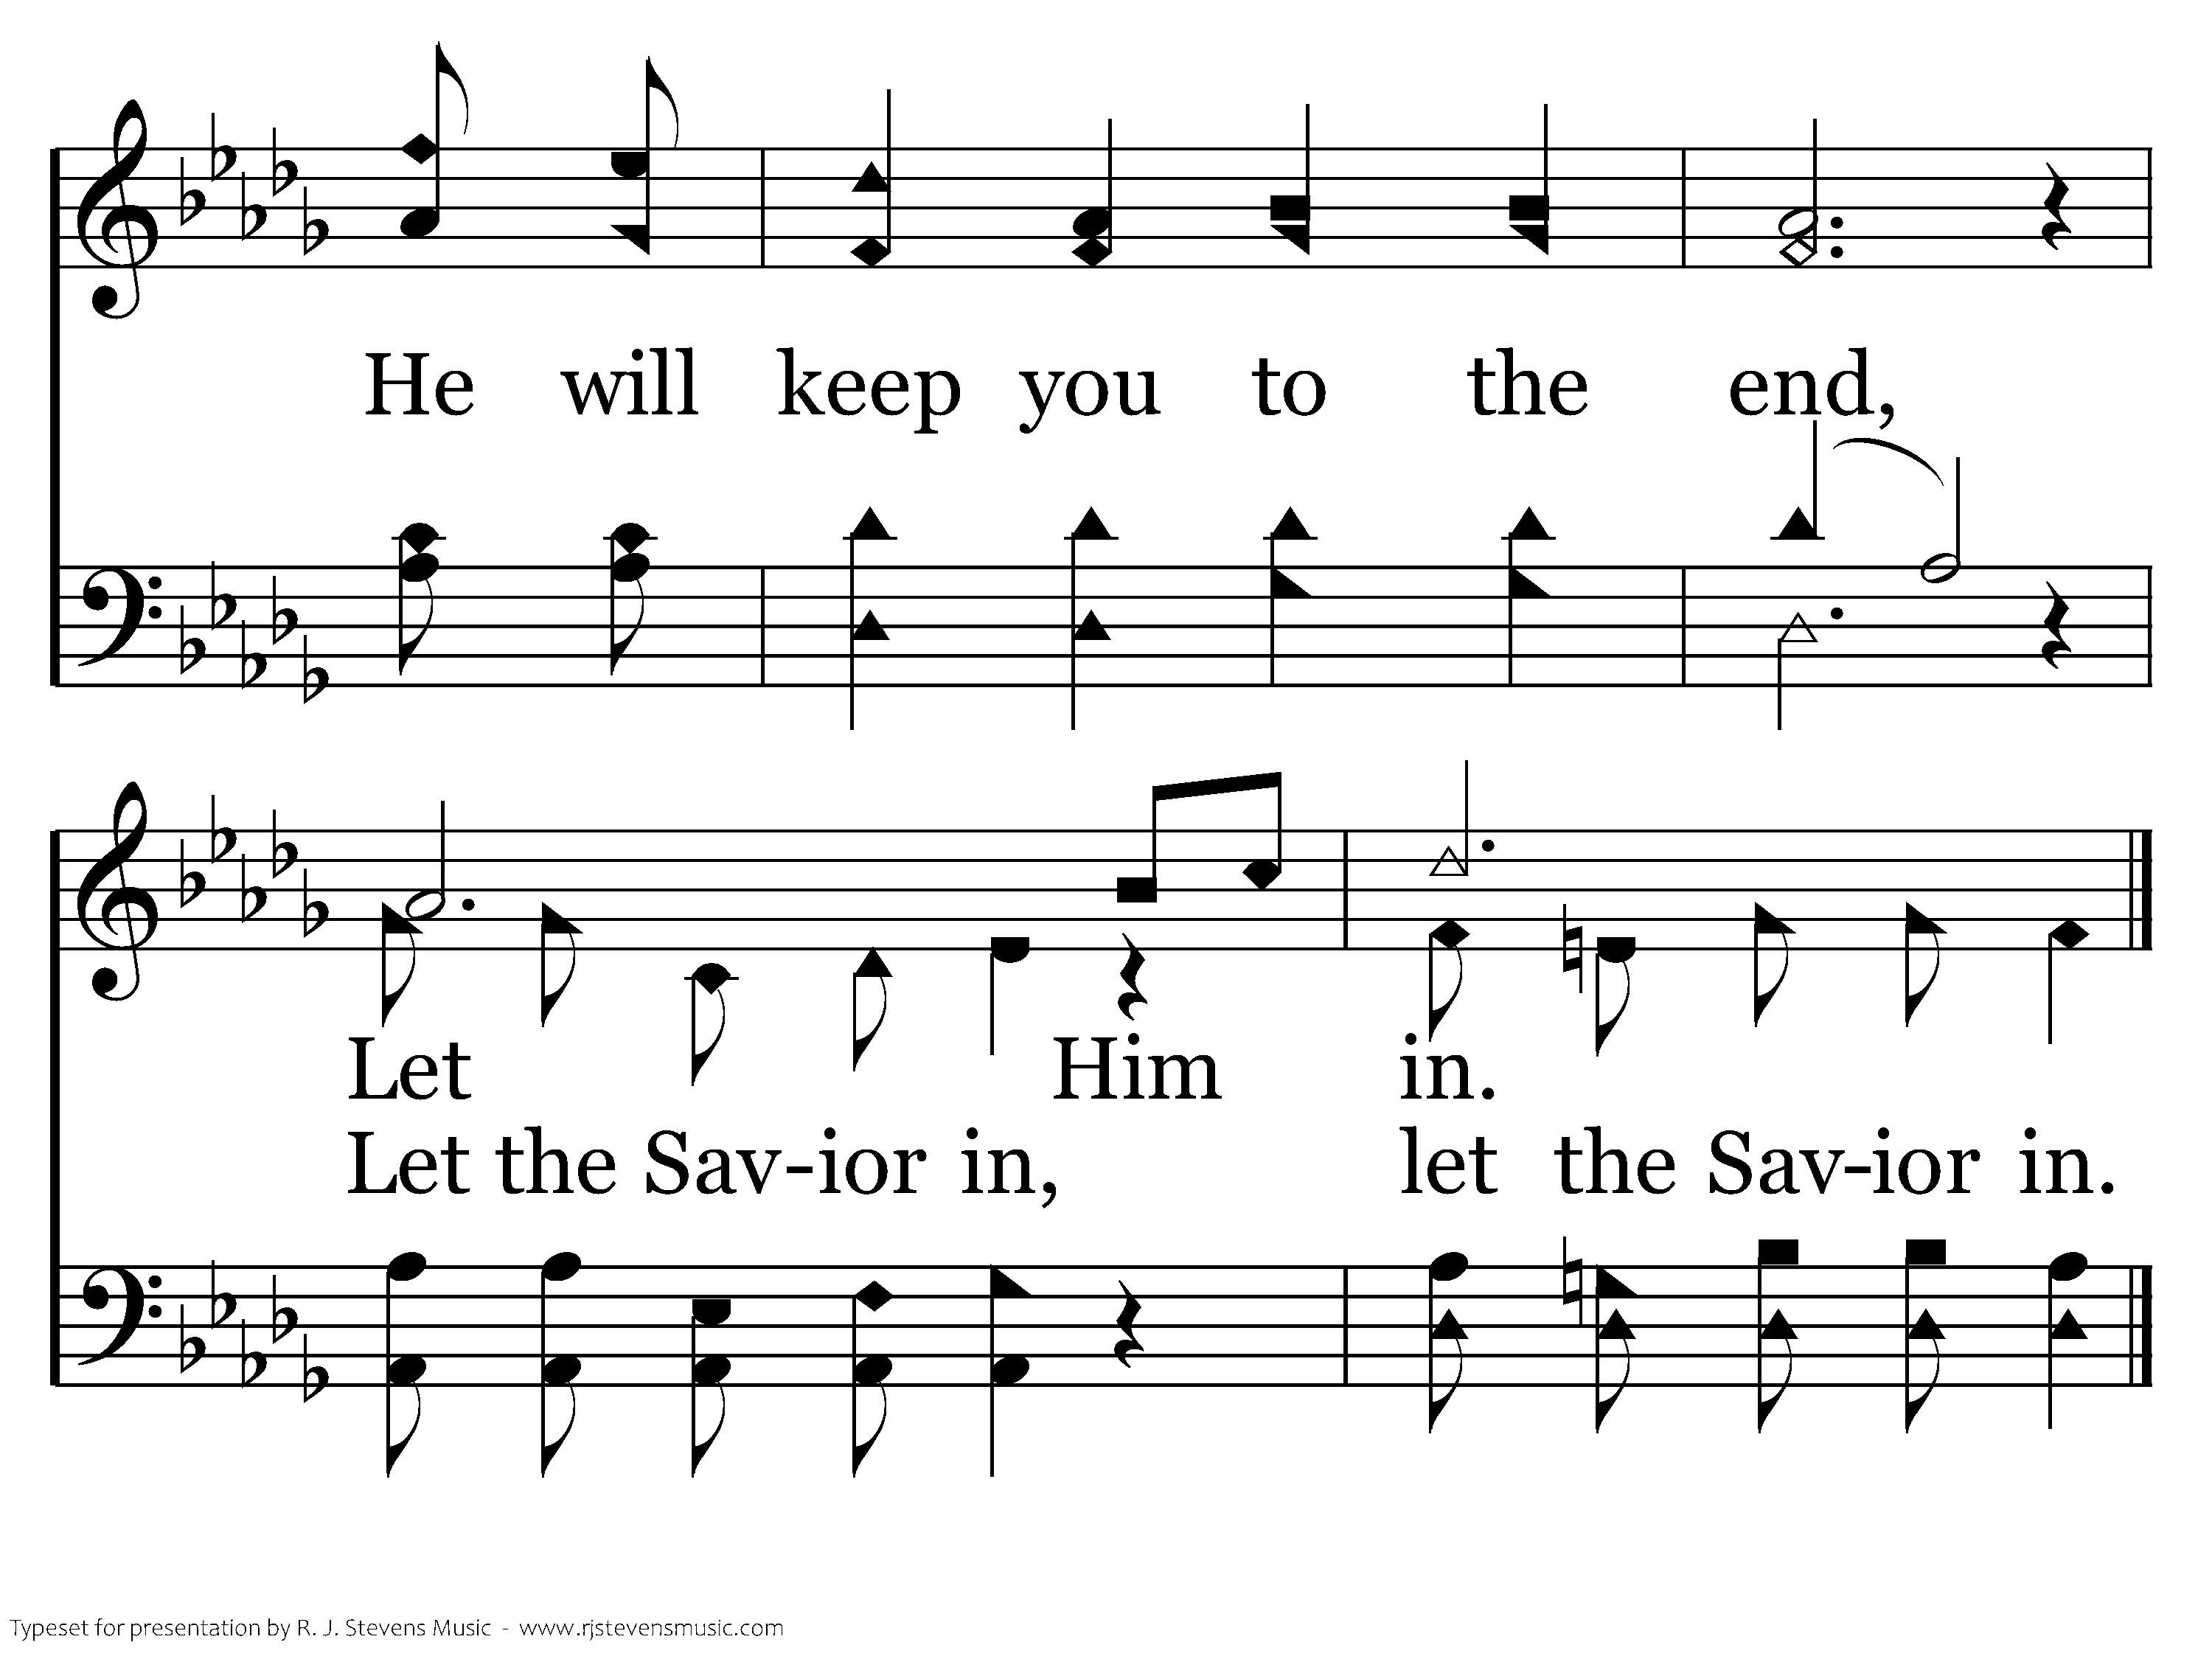 He will keep you to the end,
Let Him in.
Let the Sav-ior in, let the Sav-ior in.
Typeset for presentation by R. J. Stevens Music - www.rjstevensmusic.com